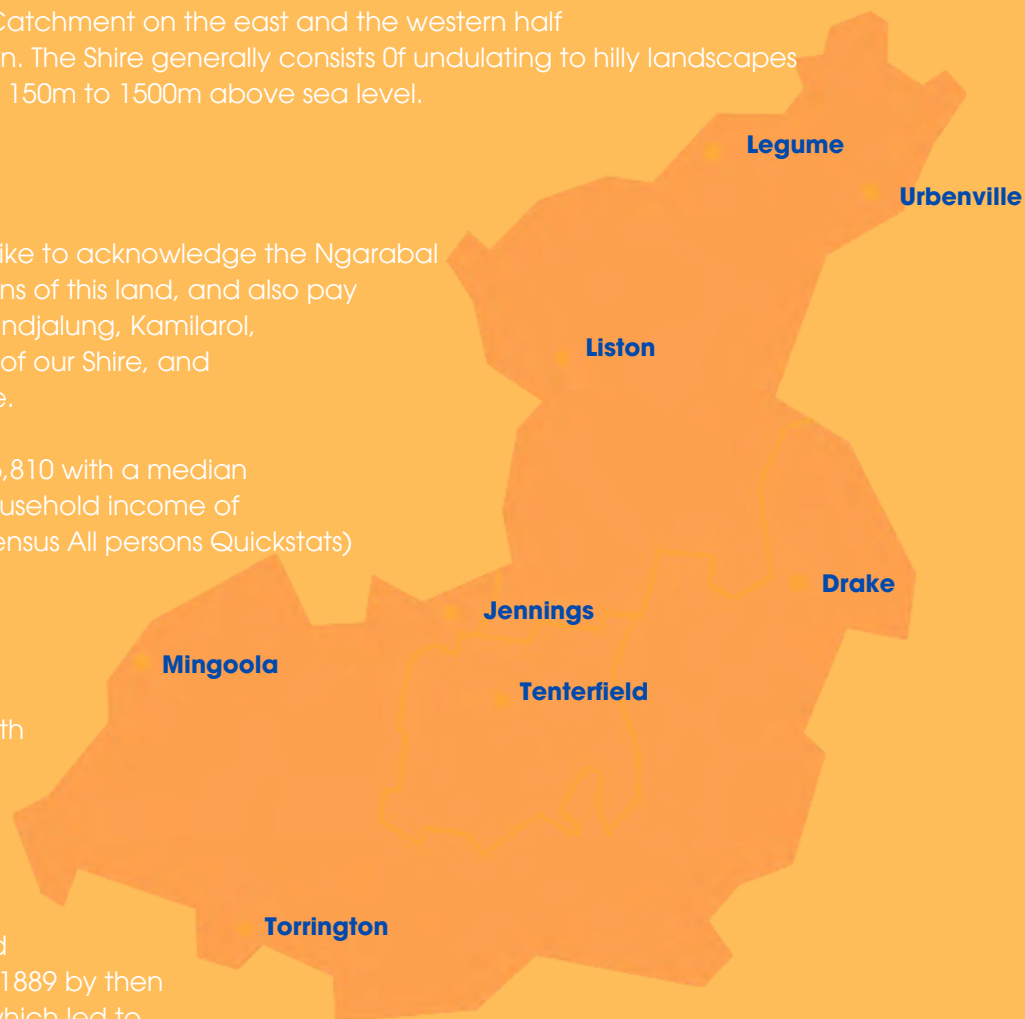 Catchment on the east and the western half
n. The Shire generally consists 0f undulating to hilly landscapes
150m to 1500m above sea level.
Legume
Urbenville
ike to acknowledge the Ngarabal
ns of this land, and also pay
ndjalung, Kamilarol,
of our Shire, and
e.
Liston
,810 with a median
usehold income of
ensus All persons Quickstats)
Drake
Jennings
Mingoola
Tenterfield
th
Torrington
d
1889 by then
which led to